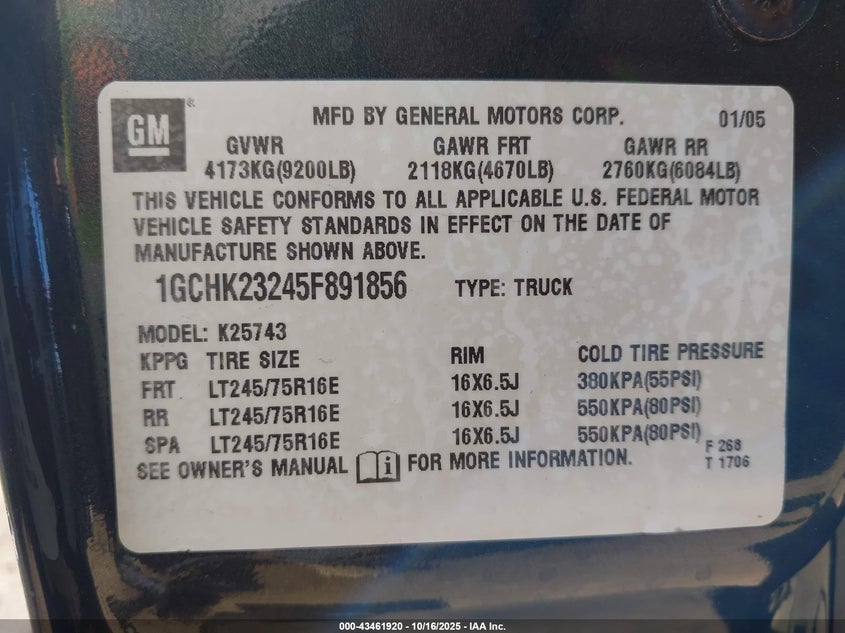 GM ®
MFD BY GENERAL MOTORS CORP. 01/05
GVWR GAWR FRT GAWR RR
4173KG(9200LB) 2118KG(4670LB) 2760KG(6084LB)
THIS VEHICLE CONFORMS TO ALL APPLICABLE U.S. FEDERAL MOTOR
VEHICLE SAFETY STANDARDS IN EFFECT ON THE DATE OF
MANUFACTURE SHOWN ABOVE.
1GCHK23245F891856 TYPE: TRUCK
MODEL: K25743
KPPG TIRE SIZE RIM COLD TIRE PRESSURE
FRT LT245/75R16E 16X6.5J 380KPA(55PSI)
RR LT245/75R16E 16X6.5J 550KPA(80PSI)
SPA LT245/75R16E 16X6.5J 550KPA(80PSI)
F 268
SEE OWNER'S MANUAL FOR MORE INFORMATION.
T 1706
000-43461920 - 10/16/2025 - IAA Inc.